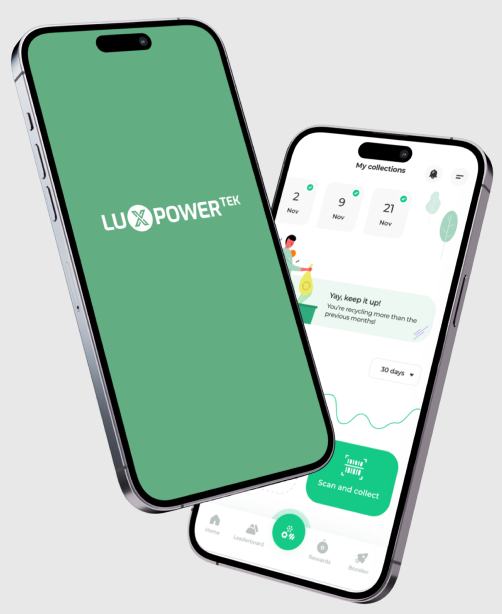 LUXPOWERTEK
My collections
2
Nov
9
Nov
21
Nov
Yay, keep it up!
You're recycling more than the
previous months!
30 days
Scan and collect
Home
Leaderboard
Rewards
Booster